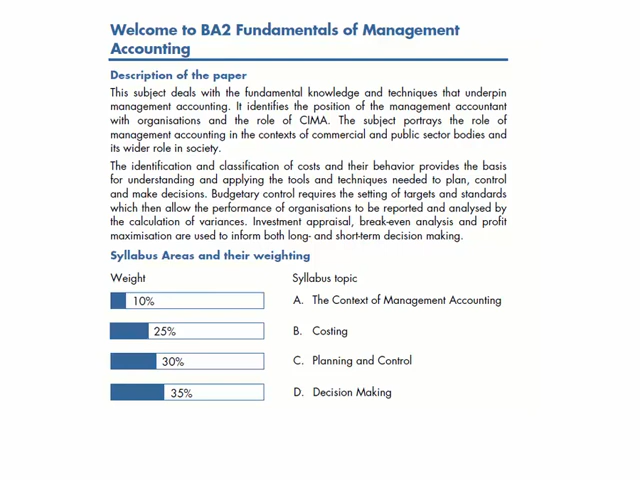 Welcome to BA2 Fundamentals of Management
Accounting
Description of the paper
This subject deals with the fundamental knowledge and techniques that underpin
management accounting. It identifies the position of the management accountant
with organisations and the role of CIMA. The subject portrays the role of
management accounting in the contexts of commercial and public sector bodies and
its wider role in society.
The identification and classification of costs and their behavior provides the basis
for understanding and applying the tools and techniques needed to plan, control
and make decisions. Budgetary control requires the setting of targets and standards
which then allow the performance of organisations to be reported and analysed by
the calculation of variances. Investment appraisal, break-even analysis and profit
maximisation are used to inform both long- and short-term decision making.
Syllabus Areas and their weighting
Weight Syllabus topic
10% A. The Context of Management Accounting
25% B. Costing
30% C. Planning and Control
35% D. Decision Making